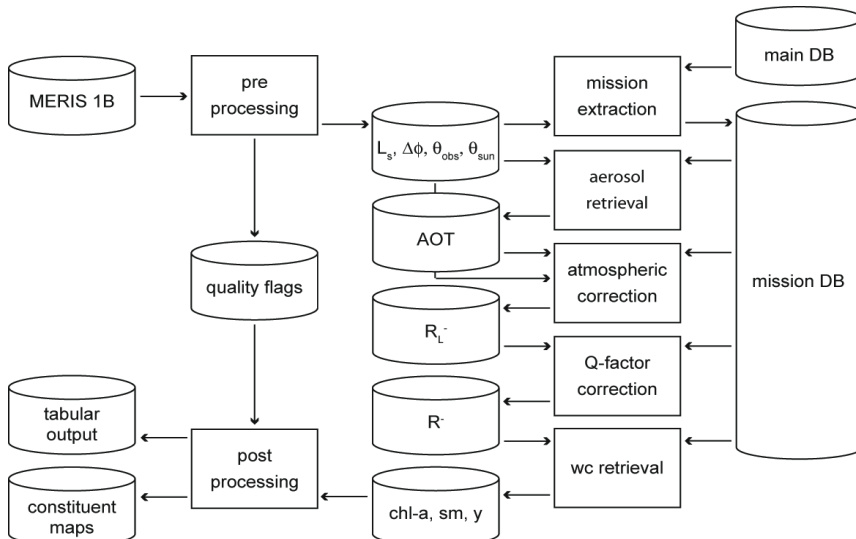 main DB
MERIS 1B
pre
processing
mission
extraction
Lₛ, Δϕ, θobs, θsun
aerosol
retrieval
AOT
quality flags
atmospheric
correction
mission DB
R_L⁻
Q-factor
correction
tabular
output
R⁻
post
processing
wc retrieval
constituent
maps
chl-a, sm, y